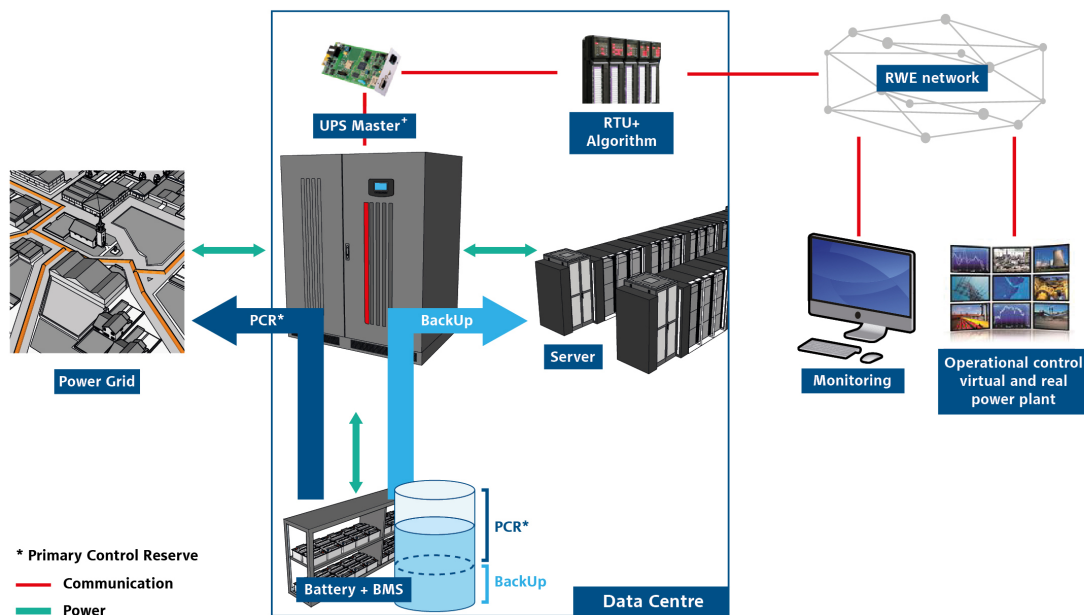 UPS Master+
RTU+
Algorithm
RWE network
PCR*
BackUp
Power Grid
Server
Monitoring
Operational control
virtual and real
power plant
PCR*
BackUp
Battery + BMS
Data Centre
* Primary Control Reserve
Communication
Power